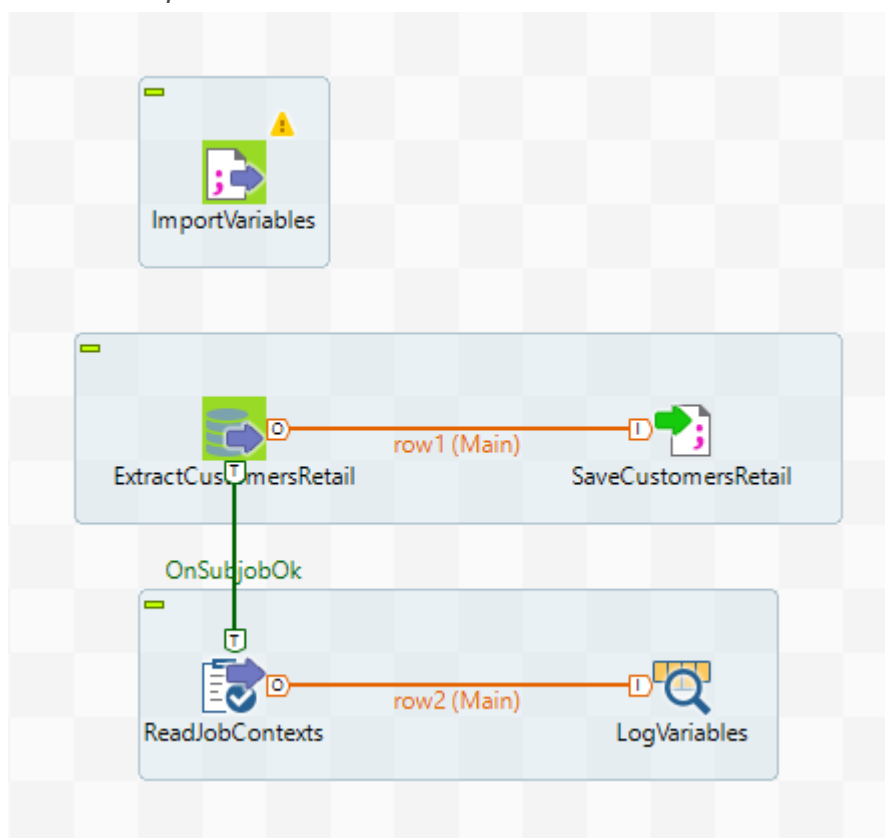 ImportVariables
O
row1 (Main)
I
T
ExtractCustomersRetail
SaveCustomersRetail
OnSubjobOk
T
O
row2 (Main)
I
ReadJobContexts
LogVariables